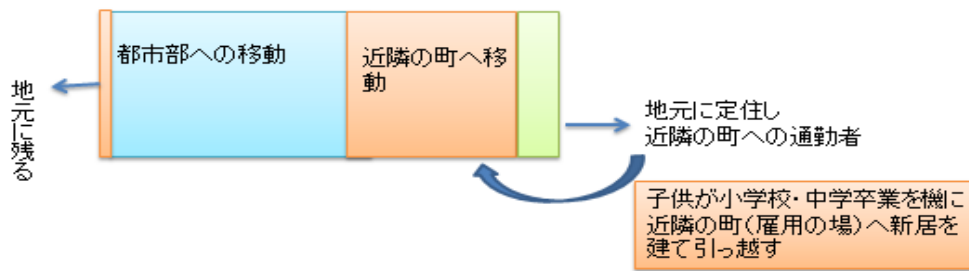 都市部への移動
近隣の町へ移
動
地元に残る
地元に定住し
近隣の町への通勤者
子供が小学校・中学卒業を機に
近隣の町(雇用の場)へ新居を
建て引っ越す